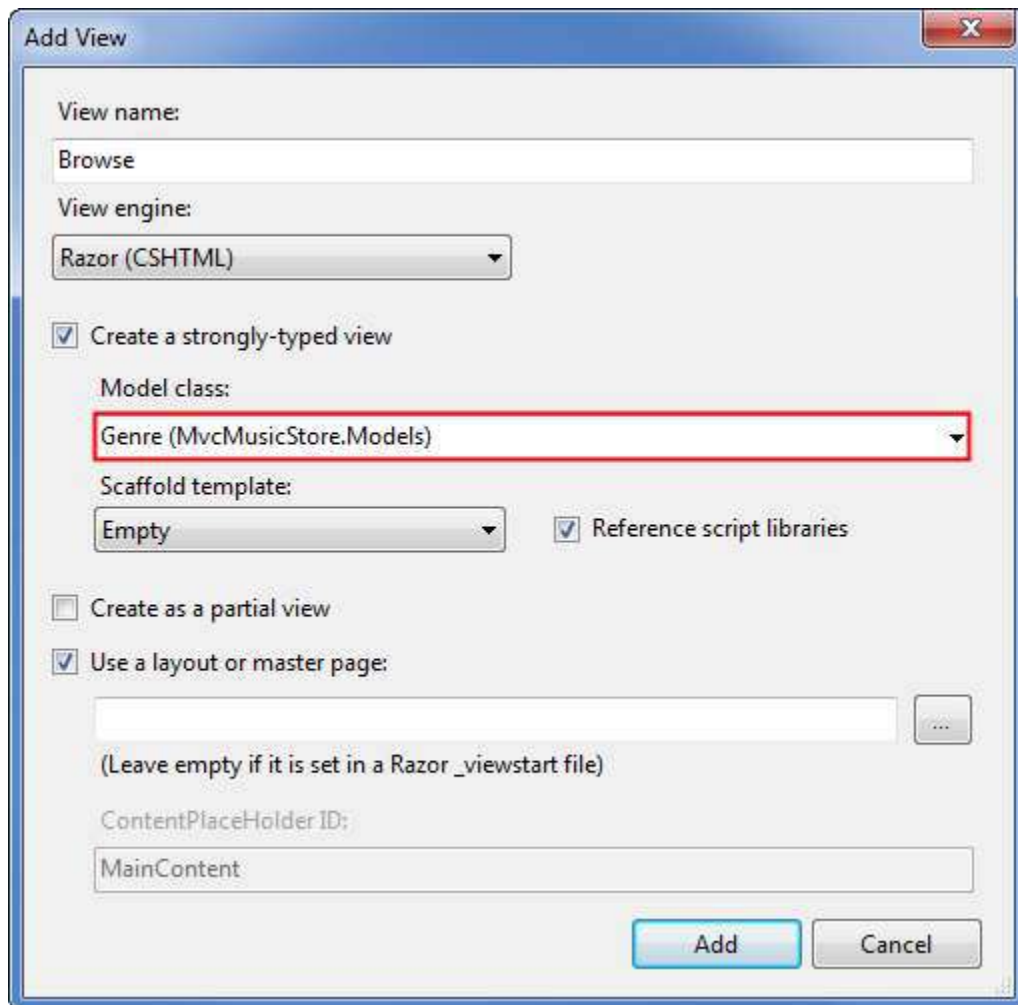 Add View
View name:
Browse
View engine:
Razor (CSHTML)
Create a strongly-typed view
Model class:
Genre (MvcMusicStore.Models)
Scaffold template:
Empty
Reference script libraries
Create as a partial view
Use a layout or master page:
...
(Leave empty if it is set in a Razor _viewstart file)
ContentPlaceHolder ID:
MainContent
Add
Cancel